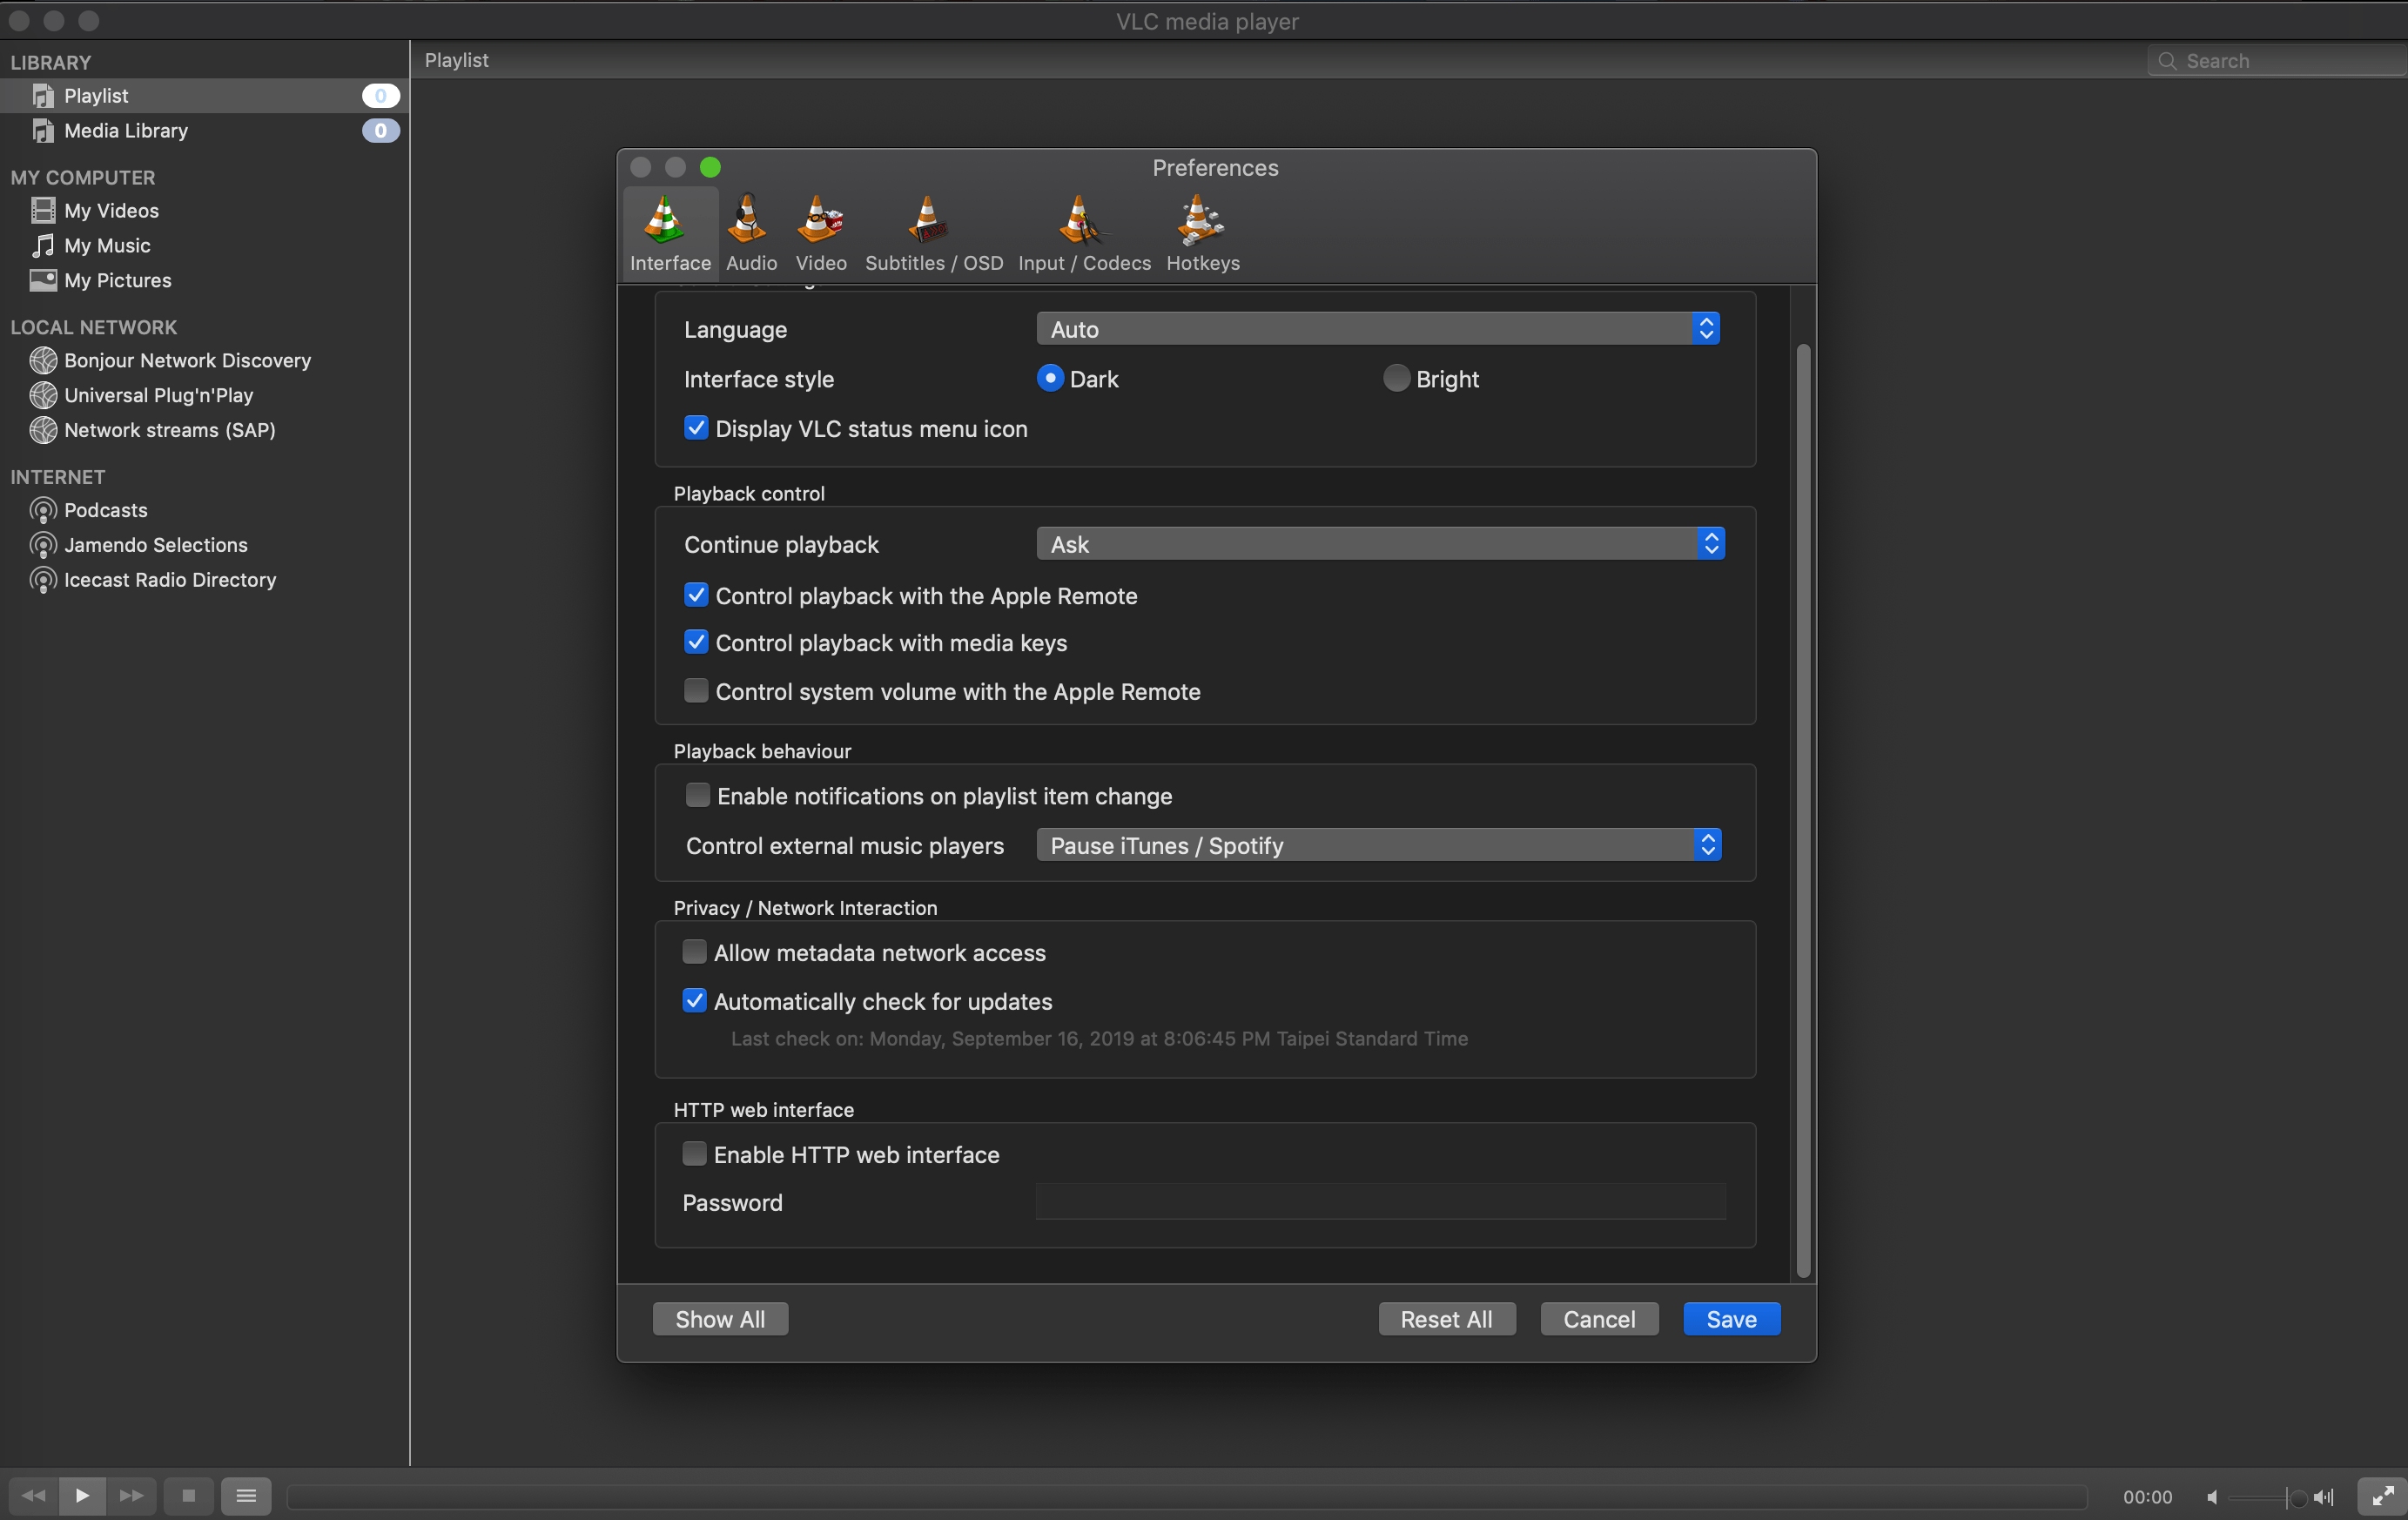 VLC media player
LIBRARY
Playlist 0
Media Library 0
MY COMPUTER
My Videos
My Music
My Pictures
LOCAL NETWORK
Bonjour Network Discovery
Universal Plug'n'Play
Network streams (SAP)
INTERNET
Podcasts
Jamendo Selections
Icecast Radio Directory
Playlist
Search
Preferences
Interface Audio Video Subtitles / OSD Input / Codecs Hotkeys
Language Auto
Interface style Dark Bright
Display VLC status menu icon
Playback control
Continue playback Ask
Control playback with the Apple Remote
Control playback with media keys
Control system volume with the Apple Remote
Playback behaviour
Enable notifications on playlist item change
Control external music players Pause iTunes / Spotify
Privacy / Network Interaction
Allow metadata network access
Automatically check for updates
Last check on: Monday, September 16, 2019 at 8:06:45 PM Taipei Standard Time
HTTP web interface
Enable HTTP web interface
Password
Show All Reset All Cancel Save
00:00